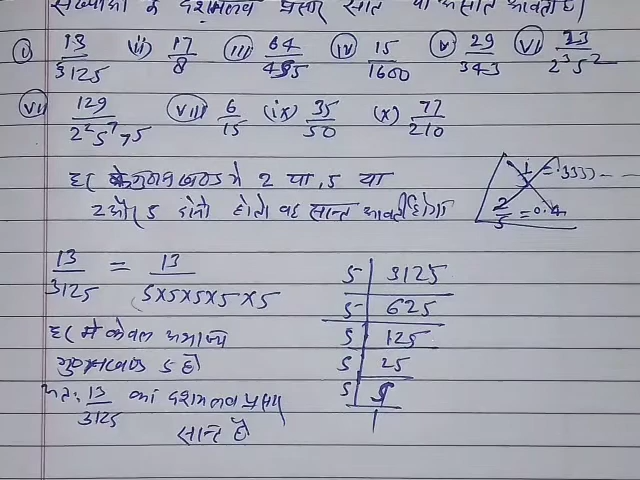 संख्याओं के दशमलव प्रसार सांत या असांत आवर्ती हैं।
(i) 13/3125 (ii) 17/8 (iii) 64/455 (iv) 15/1600 (v) 29/343 (vi) 23/2³5²
(vii) 129/2²5⁷7⁵ (viii) 6/15 (ix) 35/50 (x) 77/210
हर के गुणनखण्ड में 2 या, 5 या
2 और 5 दोनों हो तो वह सान्त आवर्ती होगा
1/3 = .3333---
2/5 = 0.4
13/3125 = 13/5×5×5×5×5
5 | 3125
5 | 625
5 | 125
5 | 25
5 | 5
1
हर में केवल अभाज्य
गुणनखण्ड 5 है
अतः 13/3125 का दशमलव प्रसार
सान्त है